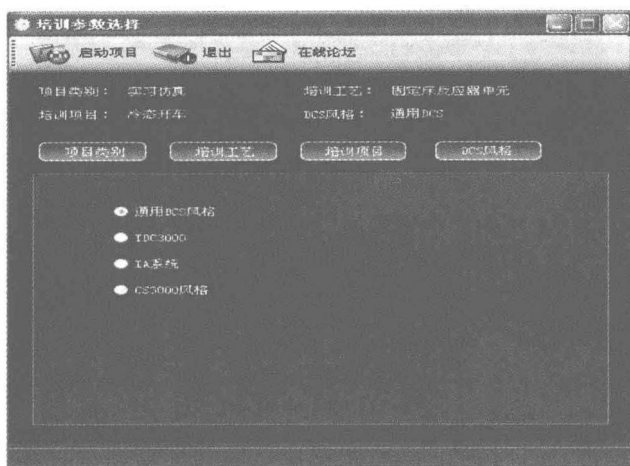 培训参数选择
启动项目 退出 在线论坛
项目类别: 实习仿真 培训工艺: 固定床反应器单元
培训项目: 冷态开车 DCS风格: 通用DCS
项目类别 培训工艺 培训项目 DCS风格
通用DCS风格
TDC3000
IA系统
CS3000风格